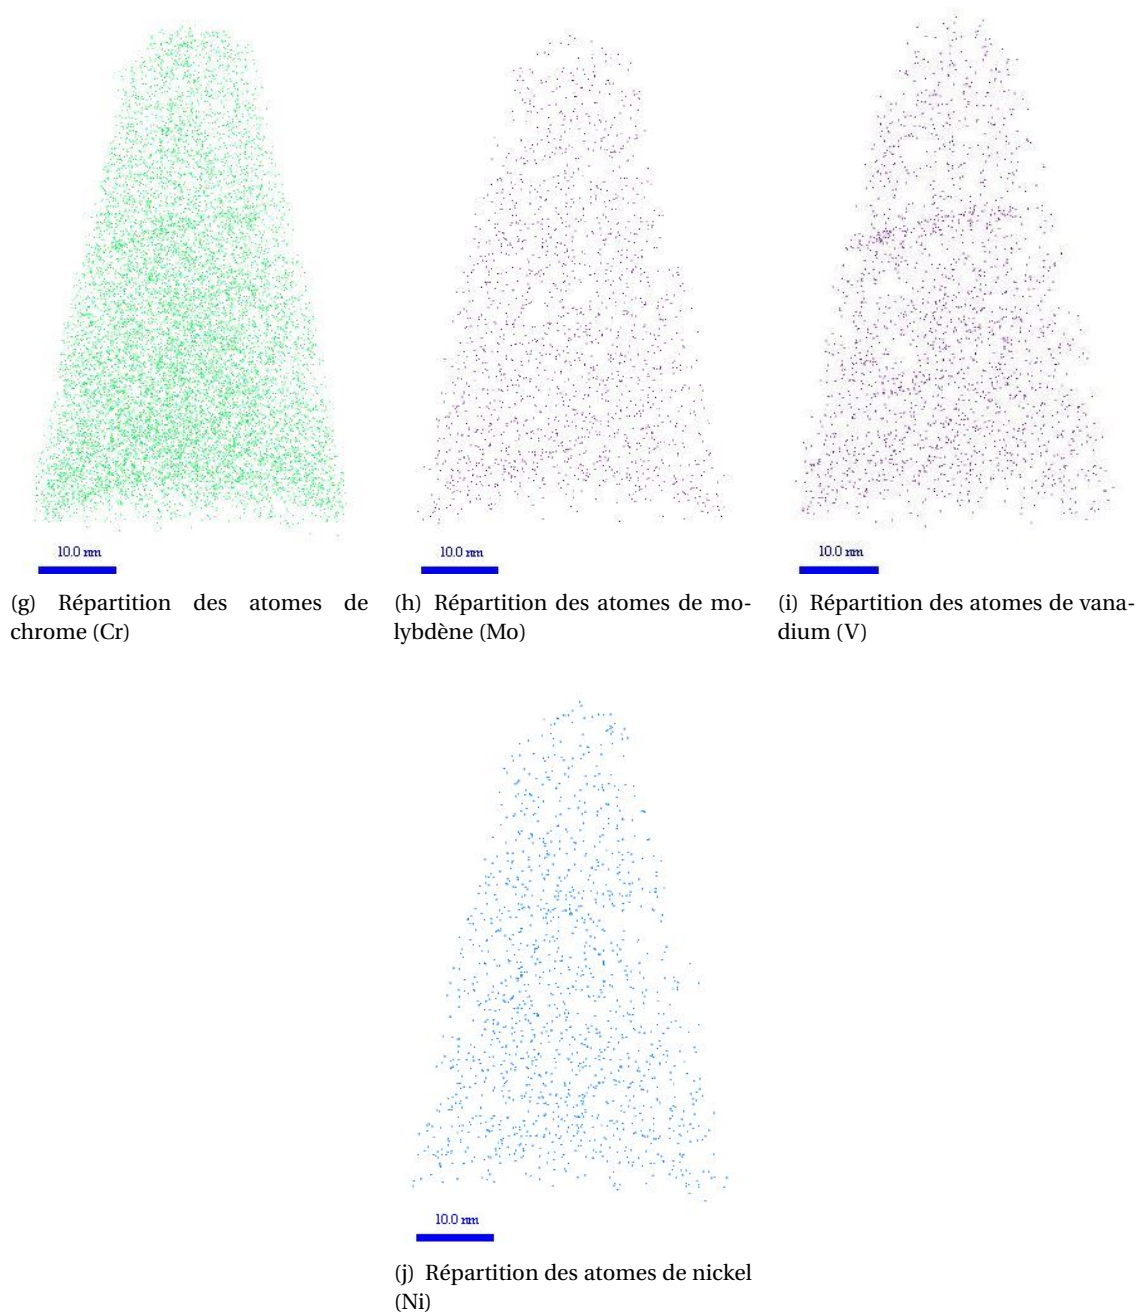 10.0 nm
10.0 nm
10.0 nm
(g) Répartition des atomes de
chrome (Cr)
(h) Répartition des atomes de mo-
lybdène (Mo)
(i) Répartition des atomes de vana-
dium (V)
10.0 nm
(j) Répartition des atomes de nickel
(Ni)